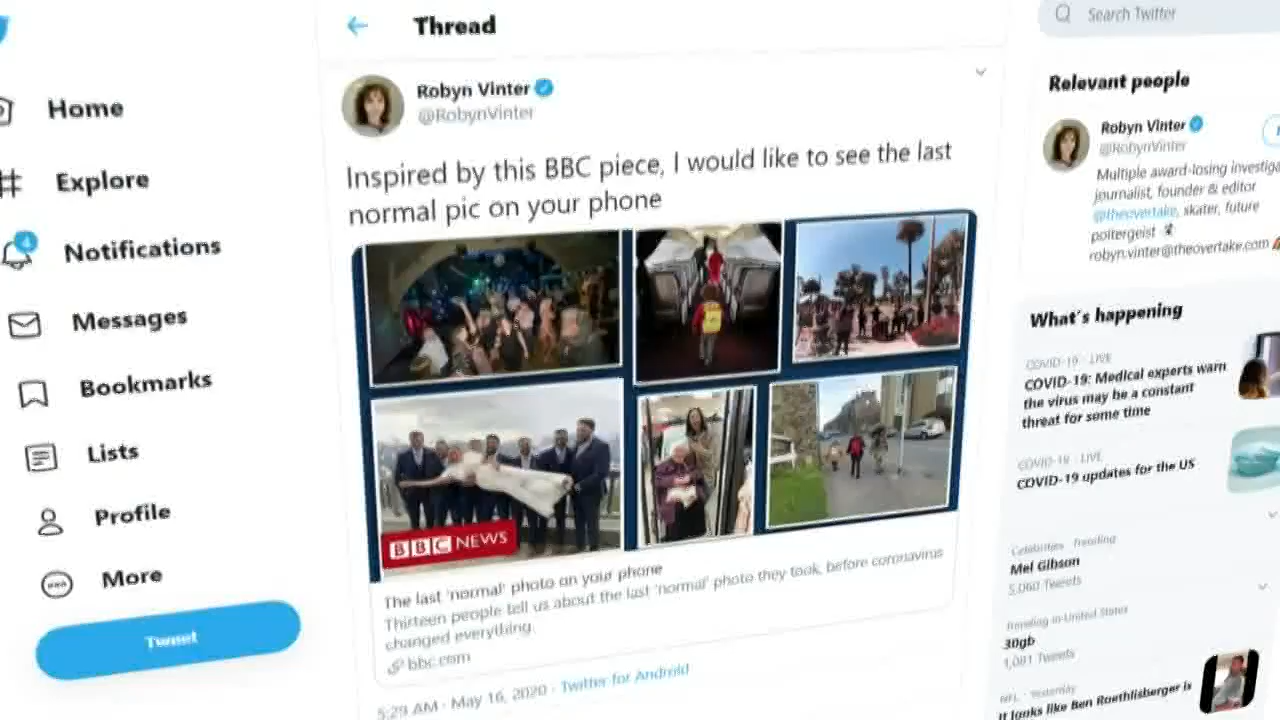 Thread
Search Twitter
Home
Explore
4
Notifications
Messages
Bookmarks
Lists
Profile
More
Tweet
Robyn Vinter
@RobynVinter
Inspired by this BBC piece, I would like to see the last
normal pic on your phone
BBC NEWS
The last 'normal' photo on your phone
Thirteen people tell us about the last 'normal' photo they took, before coronavirus
changed everything.
bbc.com
5:29 AM · May 16, 2020 · Twitter for Android
Relevant people
Robyn Vinter
@RobynVinter
Multiple award-losing investiga
journalist, founder & editor
@theovertake, skater, future
poltergeist
robyn.vinter@theovertake.com
What's happening
COVID-19 · LIVE
COVID-19: Medical experts warn
the virus may be a constant
threat for some time
COVID-19 · LIVE
COVID-19 updates for the US
Celebrities · Trending
Mel Gibson
5,060 Tweets
Trending in United States
30gb
1,081 Tweets
NFL · Yesterday
It looks like Ben Roethlisberger is